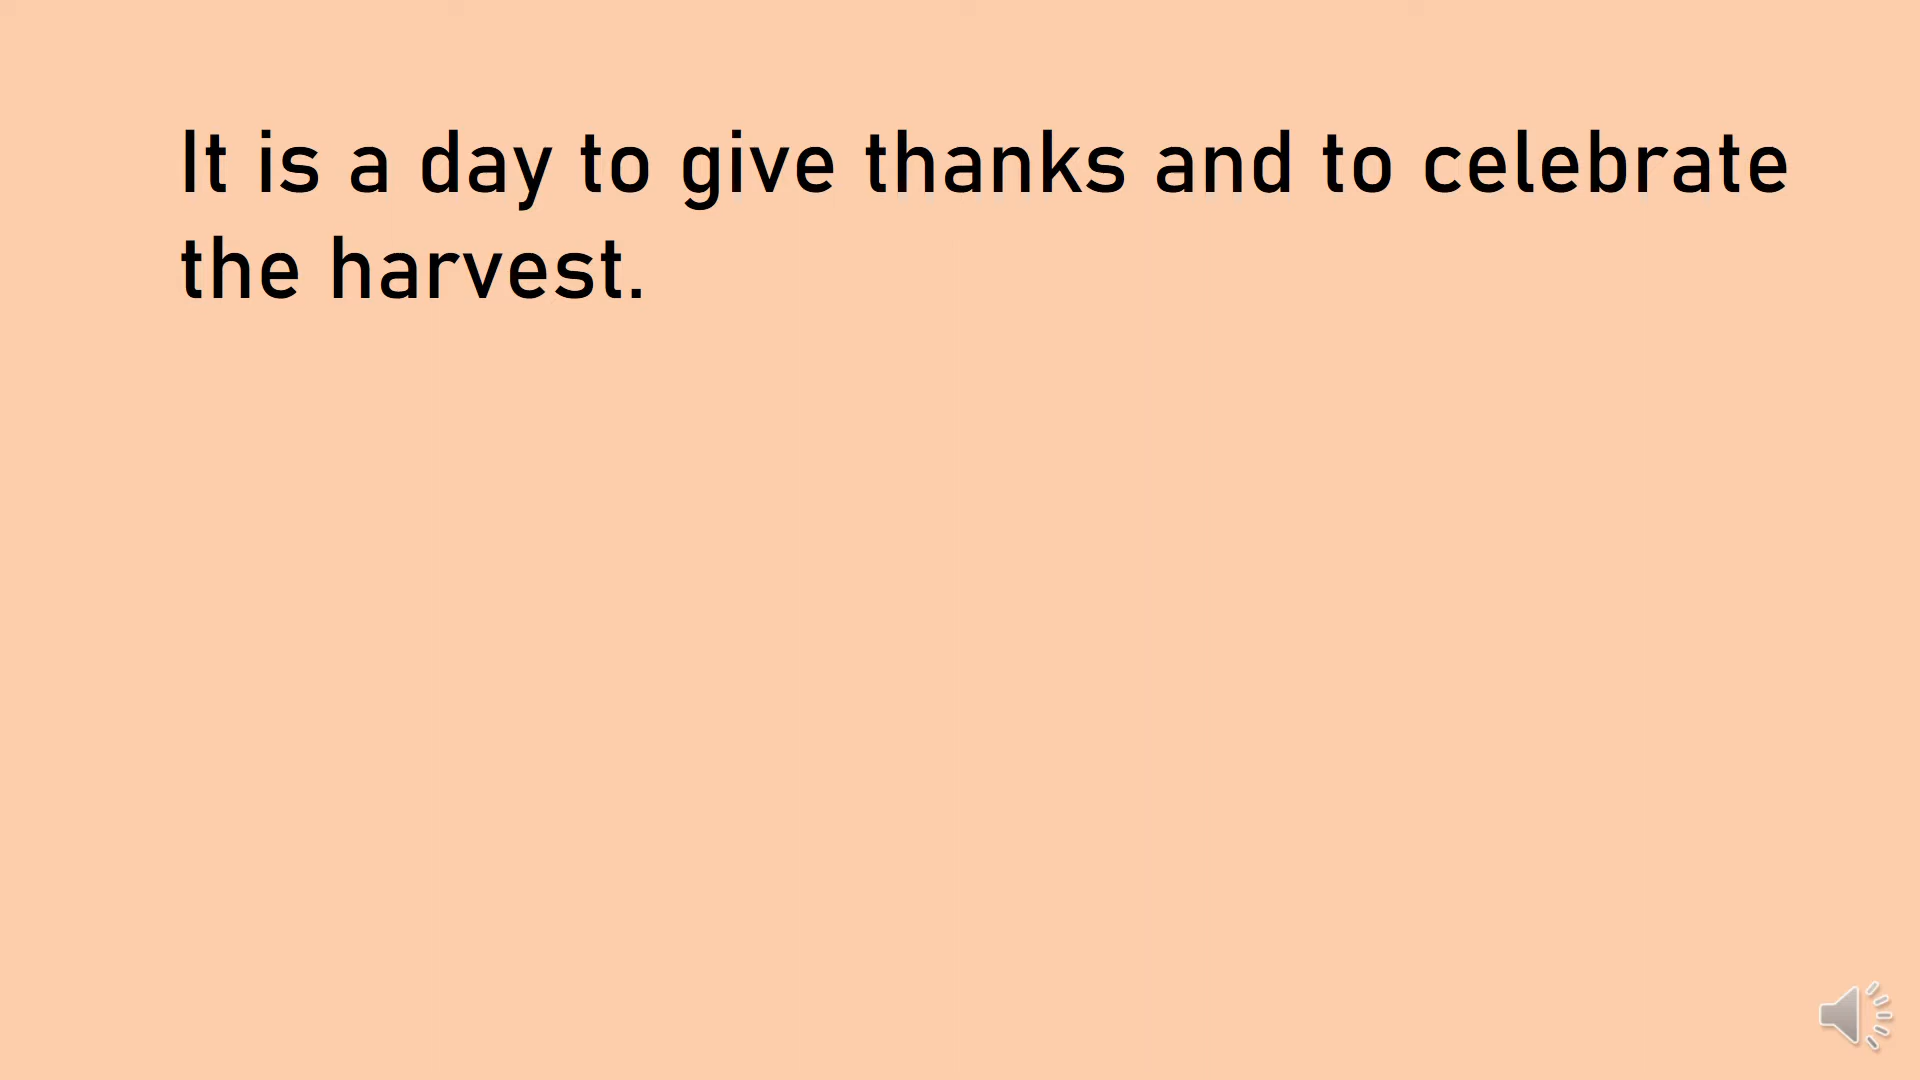 It is a day to give thanks and to celebrate
the harvest.